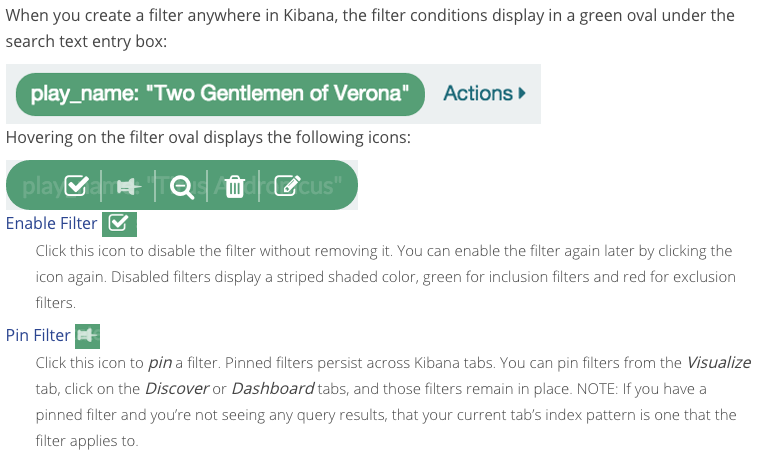 When you create a filter anywhere in Kibana, the filter conditions display in a green oval under the
search text entry box:
play_name: "Two Gentlemen of Verona" Actions
Hovering on the filter oval displays the following icons:
play_name: "Titus Andronicus"
Enable Filter
Click this icon to disable the filter without removing it. You can enable the filter again later by clicking the
icon again. Disabled filters display a striped shaded color, green for inclusion filters and red for exclusion
filters.
Pin Filter
Click this icon to pin a filter. Pinned filters persist across Kibana tabs. You can pin filters from the Visualize
tab, click on the Discover or Dashboard tabs, and those filters remain in place. NOTE: If you have a
pinned filter and you're not seeing any query results, that your current tab's index pattern is one that the
filter applies to.